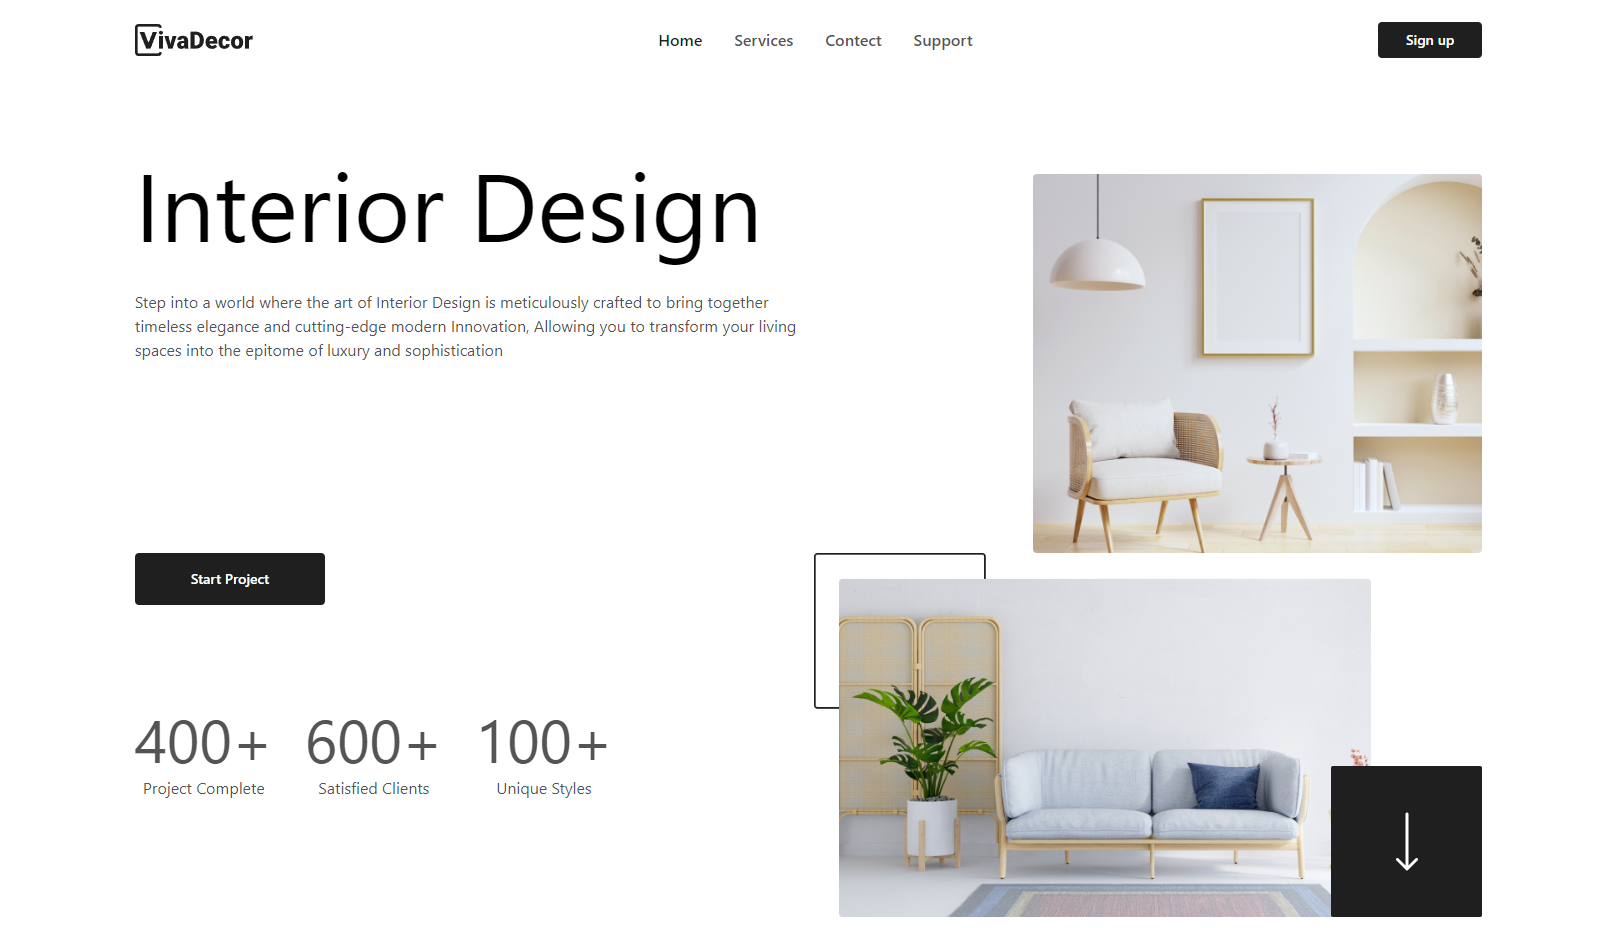 VivaDecor
Home Services Contect Support
Sign up
Interior Design
Step into a world where the art of Interior Design is meticulously crafted to bring together
timeless elegance and cutting-edge modern Innovation, Allowing you to transform your living
spaces into the epitome of luxury and sophistication
Start Project
400+ 600+ 100+
Project Complete Satisfied Clients Unique Styles